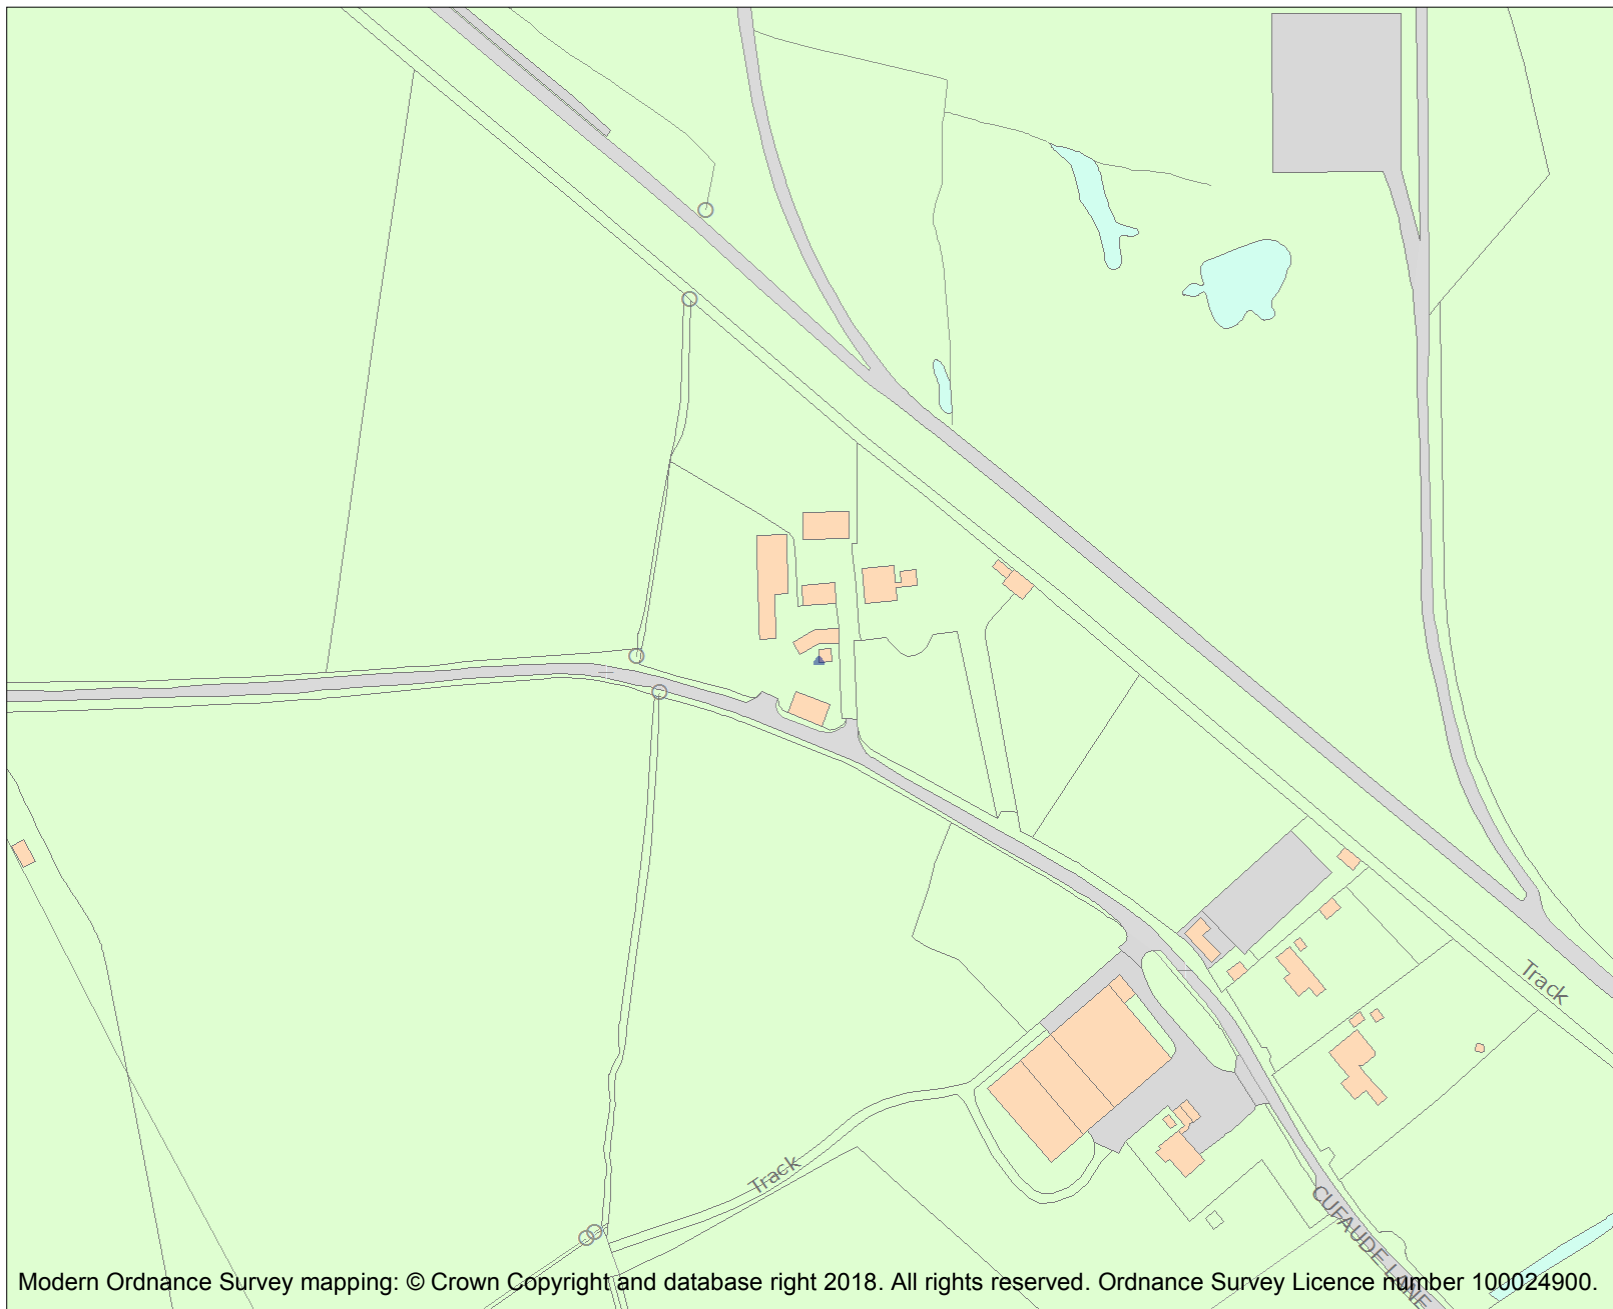 Track
Track
CUFAUDE LANE
Modern Ordnance Survey mapping: © Crown Copyright and database right 2018. All rights reserved. Ordnance Survey Licence number 100024900.